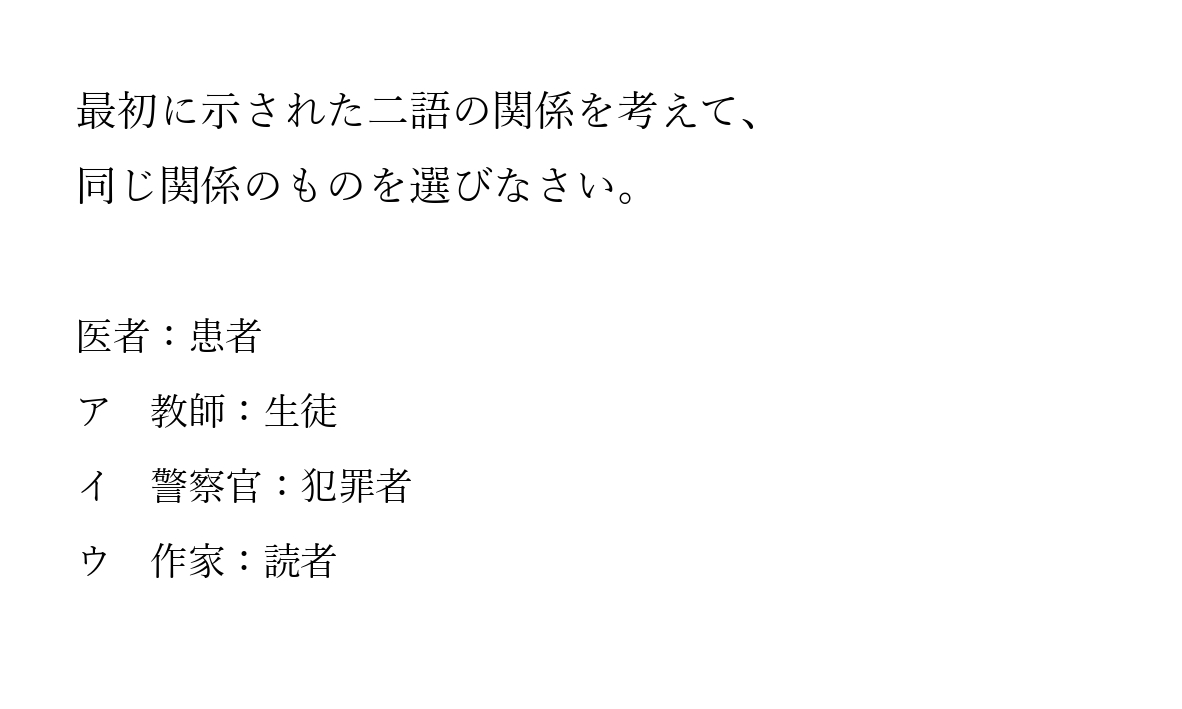 最初に示された二語の関係を考えて、
同じ関係のものを選びなさい。
医者：患者
ア　教師：生徒
イ　警察官：犯罪者
ウ　作家：読者